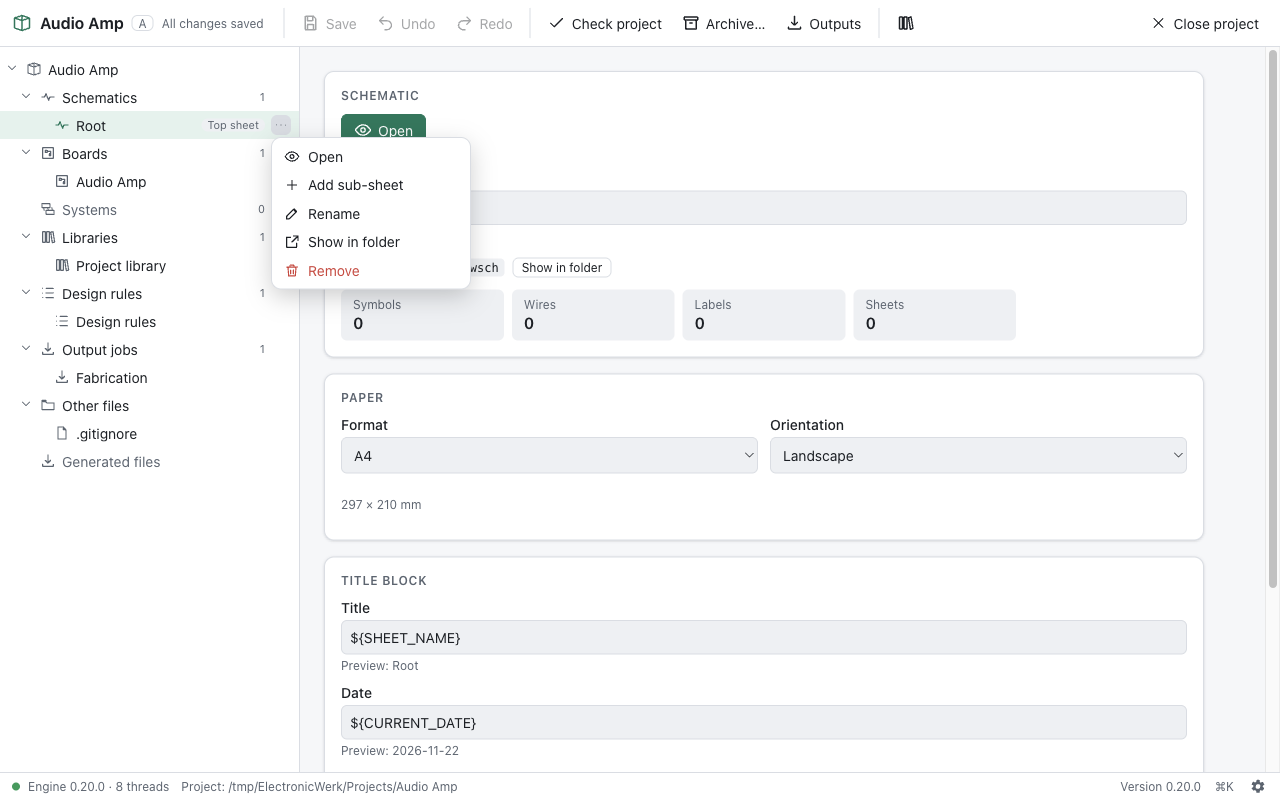 Audio Amp A All changes saved Save Undo Redo Check project Archive... Outputs Close project
Audio Amp
Schematics 1
Root Top sheet ...
Boards 1
Audio Amp
Systems 0
Libraries 1
Project library
Design rules 1
Design rules
Output jobs 1
Fabrication
Other files
.gitignore
Generated files
Open
Add sub-sheet
Rename
Show in folder
Remove
SCHEMATIC
Open
wsch Show in folder
Symbols Wires Labels Sheets
0 0 0 0
PAPER
Format Orientation
A4 Landscape
297 × 210 mm
TITLE BLOCK
Title
${SHEET_NAME}
Preview: Root
Date
${CURRENT_DATE}
Preview: 2026-11-22
Engine 0.20.0 · 8 threads Project: /tmp/ElectronicWerk/Projects/Audio Amp Version 0.20.0 ⌘K